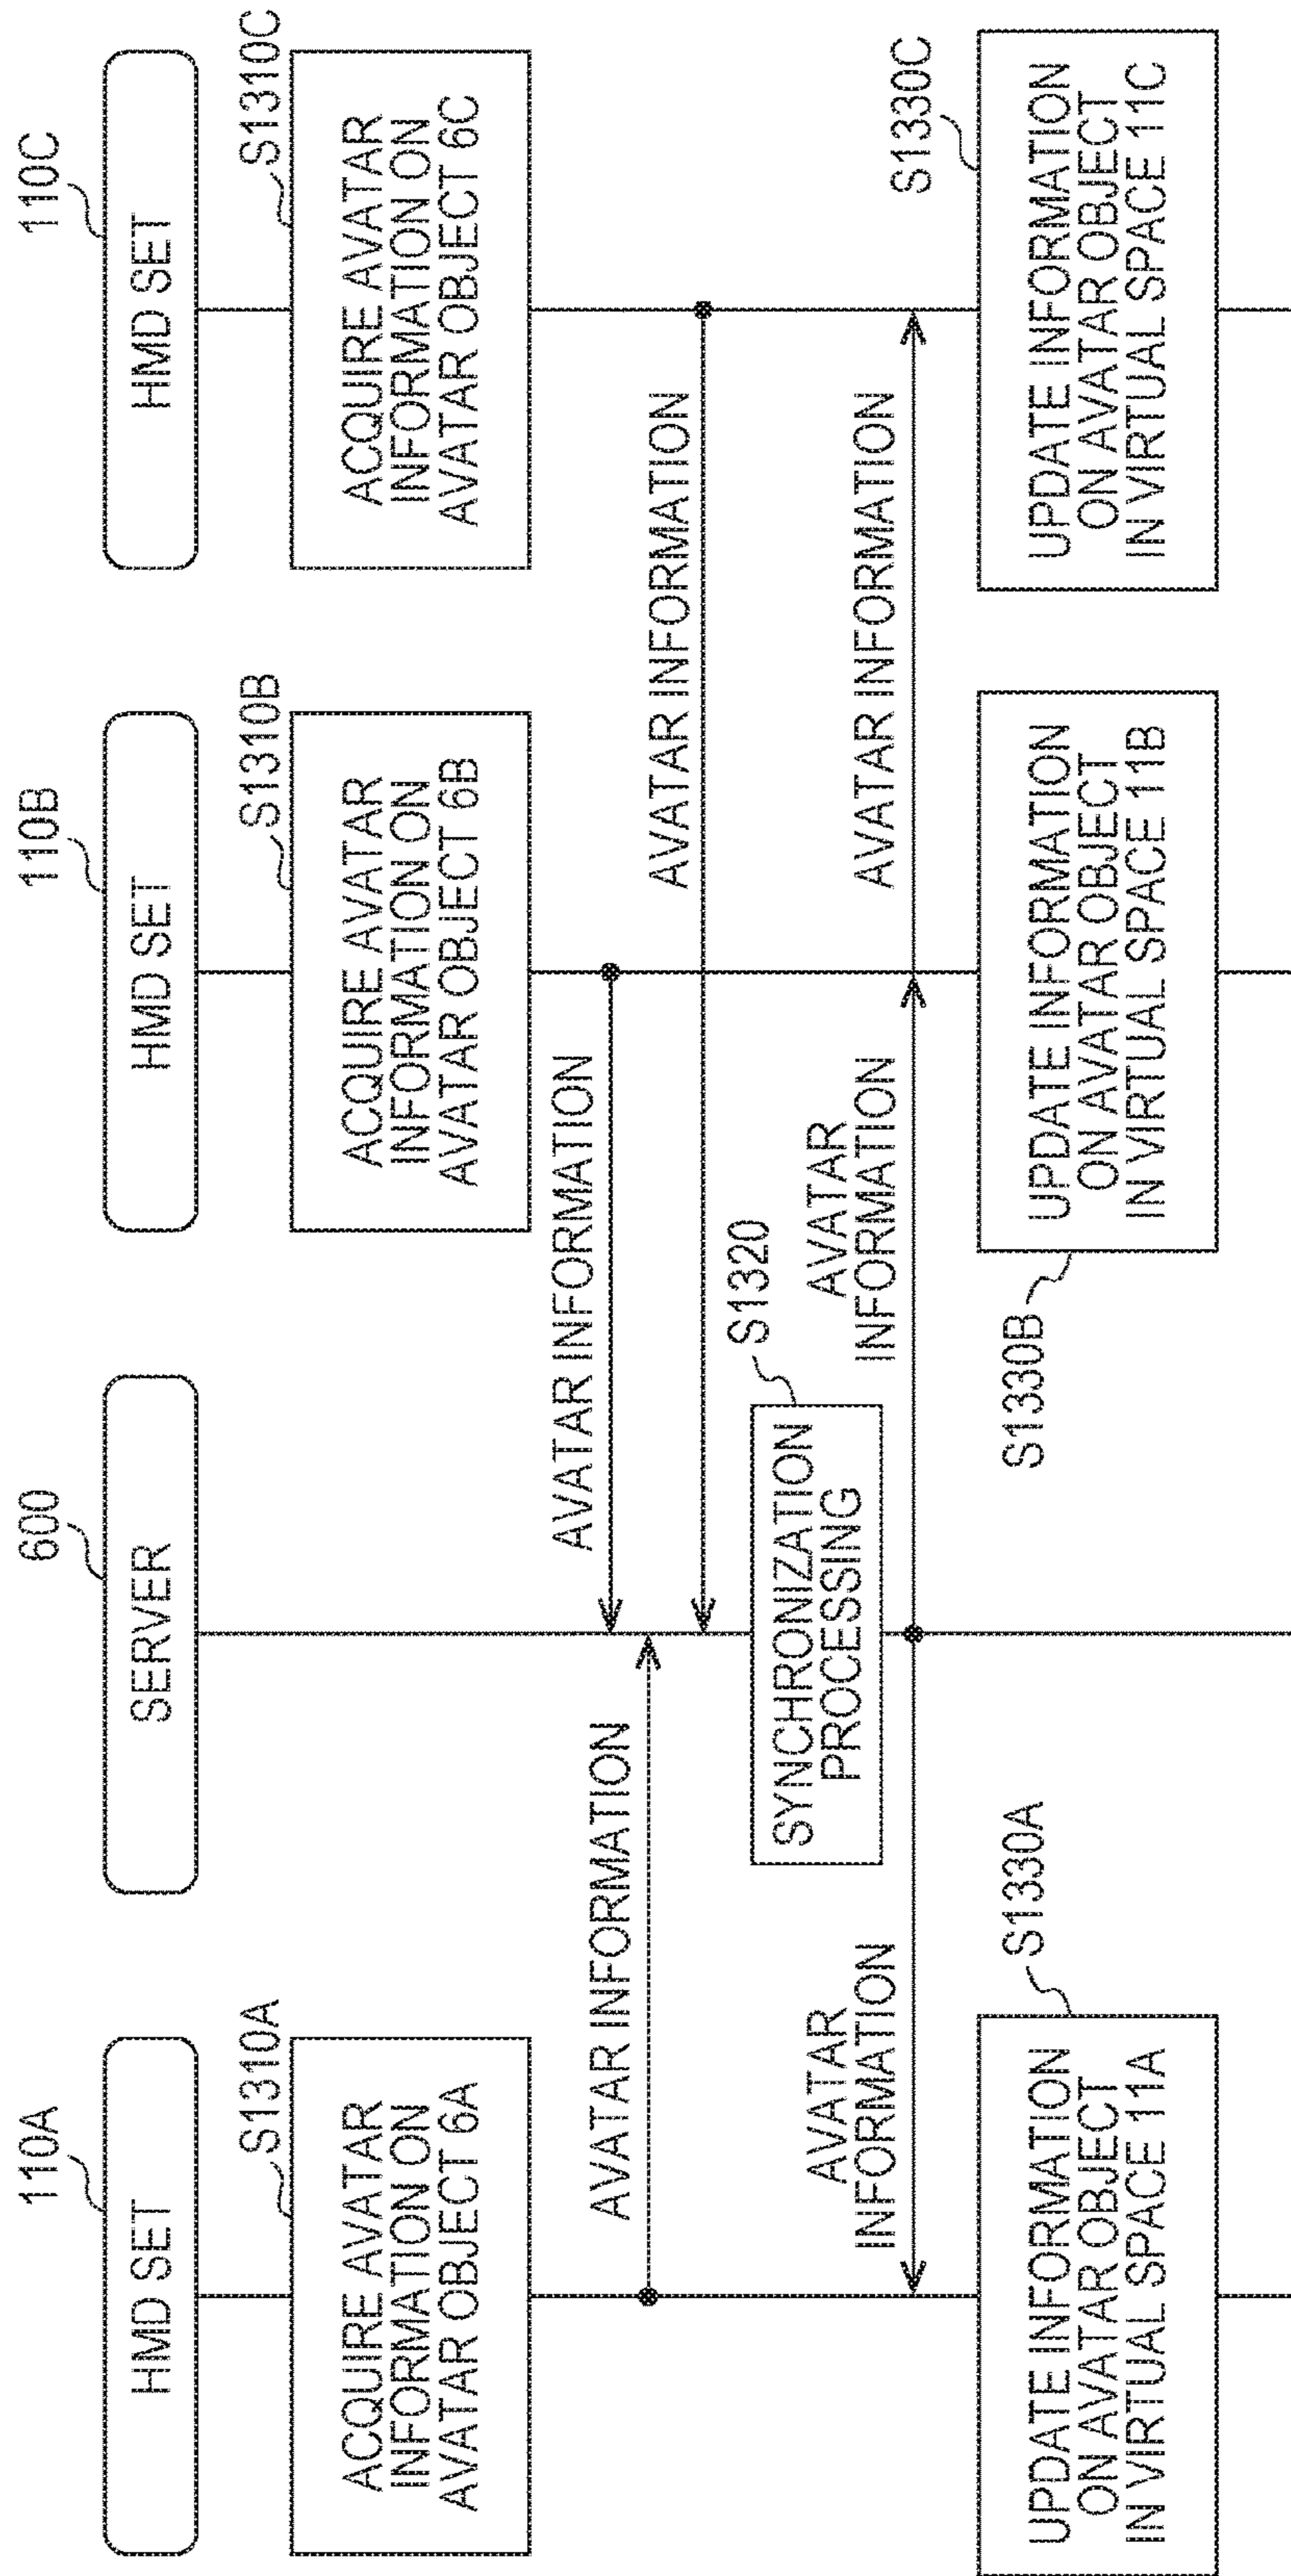 110A
600
110B
110C
HMD SET
SERVER
HMD SET
HMD SET
S1310A
S1310B
S1310C
ACQUIRE AVATAR
INFORMATION ON
AVATAR OBJECT 6A
ACQUIRE AVATAR
INFORMATION ON
AVATAR OBJECT 6B
ACQUIRE AVATAR
INFORMATION ON
AVATAR OBJECT 6C
AVATAR INFORMATION
AVATAR INFORMATION
AVATAR INFORMATION
S1320
SYNCHRONIZATION
PROCESSING
AVATAR
INFORMATION
AVATAR
INFORMATION
AVATAR INFORMATION
S1330A
S1330B
S1330C
UPDATE INFORMATION
ON AVATAR OBJECT
IN VIRTUAL SPACE 11A
UPDATE INFORMATION
ON AVATAR OBJECT
IN VIRTUAL SPACE 11B
UPDATE INFORMATION
ON AVATAR OBJECT
IN VIRTUAL SPACE 11C